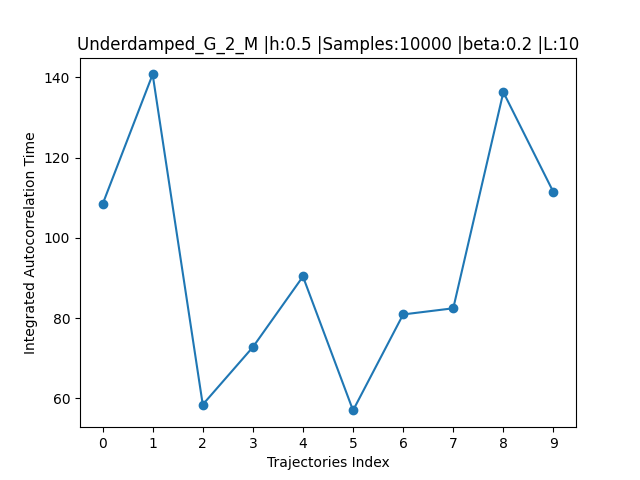 Underdamped_G_2_M |h:0.5 |Samples:10000 |beta:0.2 |L:10
Integrated Autocorrelation Time
140
120
100
80
60
0 1 2 3 4 5 6 7 8 9
Trajectories Index